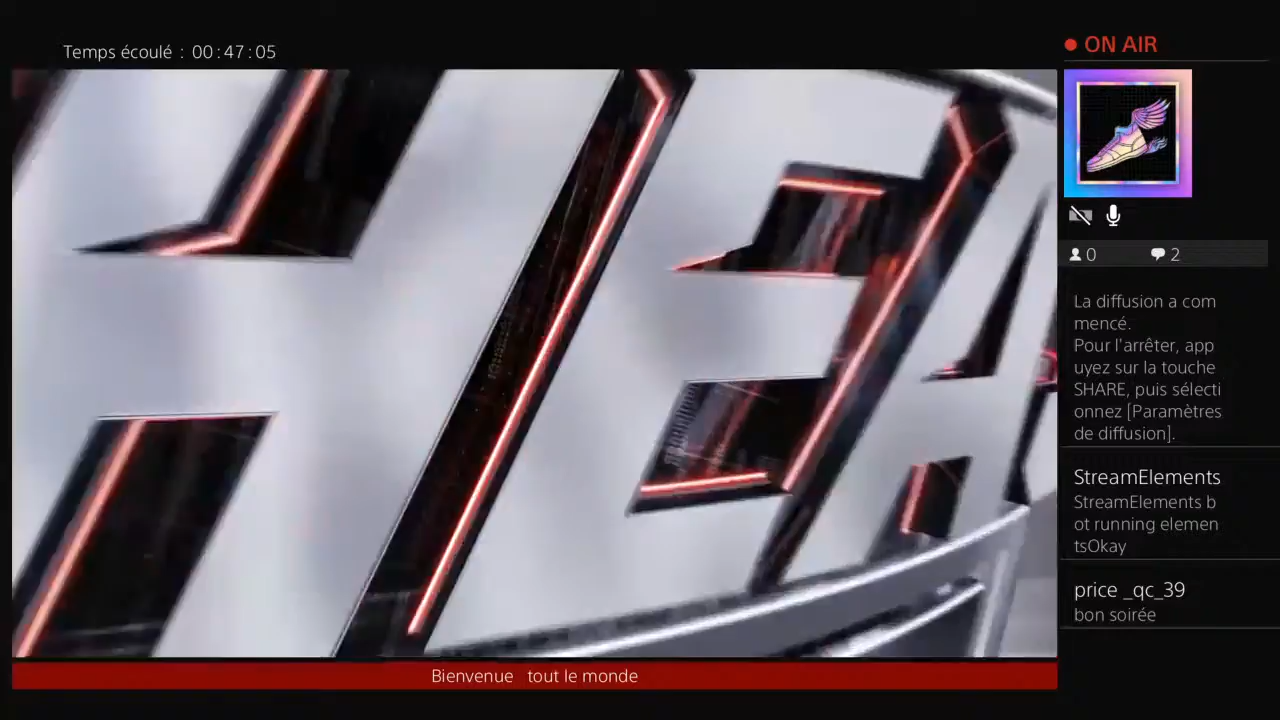 Temps écoulé : 00:47:05
ON AIR
0
2
La diffusion a com
mencé.
Pour l'arrêter, app
uyez sur la touche
SHARE, puis sélecti
onnez [Paramètres
de diffusion].
StreamElements
StreamElements b
ot running elemen
tsOkay
price _qc_39
bon soirée
HEA
Bienvenue tout le monde